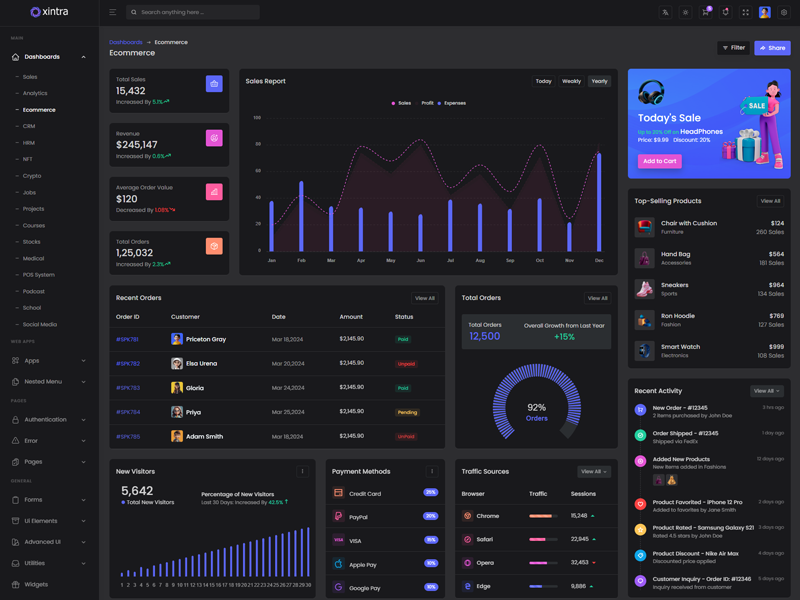 xintra
Search anything here ...
5
MAIN
Dashboards
Sales
Analytics
Ecommerce
CRM
HRM
NFT
Crypto
Jobs
Projects
Courses
Stocks
Medical
POS System
Podcast
School
Social Media
WEB APPS
Apps
Nested Menu
PAGES
Authentication
Error
Pages
GENERAL
Forms
UI Elements
Advanced UI
Utilities
Widgets
Dashboards → Ecommerce
Ecommerce
Filter
Share
Total Sales
15,432
Increased By 5.1%
Revenue
$245,147
Increased By 0.6%
Average Order Value
$120
Decreased By 1.08%
Total Orders
1,25,032
Increased By 2.3%
Sales Report
Today Weekly Yearly
Sales Profit Expenses
100
80
60
40
20
0
Jan Feb Mar Apr May Jun Jul Aug Sep Oct Nov Dec
Today's Sale
Up to 20% Off on HeadPhones
Price: $9.99 Discount: 20%
Add to Cart
SALE
Top-Selling Products View All
Chair with Cushion $124
Furniture 260 Sales
Hand Bag $564
Accessories 181 Sales
Sneakers $964
Sports 134 Sales
Ron Hoodie $769
Fashion 127 Sales
Smart Watch $999
Electronics 108 Sales
Recent Orders View All
Order ID Customer Date Amount Status
#SPK781 Priceton Gray Mar 18,2024 $2,145.90 Paid
#SPK782 Elsa Urena Mar 20,2024 $2,145.90 Unpaid
#SPK783 Gloria Mar 24,2024 $2,145.90 Paid
#SPK784 Priya Mar 25,2024 $2,145.90 Pending
#SPK785 Adam Smith Mar 18,2024 $2,145.90 UnPaid
Total Orders View All
Total Orders
12,500
Overall Growth from Last Year
+15%
92%
Orders
Recent Activity View All
New Order - #12345 3 hrs ago
2 items purchased by John Doe
Order Shipped - #12345 1 day ago
Shipped via FedEx
Added New Products 12 days ago
New Items added in Fashions
Product Favorited - iPhone 12 Pro 2 days ago
Added to favorites by Jane Smith
Product Rated - Samsung Galaxy S21 3 days ago
Rated 4.5 stars by John Doe
Product Discount - Nike Air Max 4 days ago
Discounted price applied
Customer Inquiry - Order ID: #12346 6 days ago
Inquiry received from customer
New Visitors
5,642
Total New Visitors
Percentage of New Visitors
Last 30 Days: Increased By 42.5%
1 2 3 4 5 6 7 8 9 10 11 12 13 14 15 16 17 18 19 20 21 22 23 24 25 26 27 28 29 30
Payment Methods
Credit Card
PayPal
VISA VISA
Apple Pay
Google Pay
Traffic Sources View All
Browser Traffic Sessions
Chrome 15,248
Safari 22,945
Opera 32,453
Edge 9,886